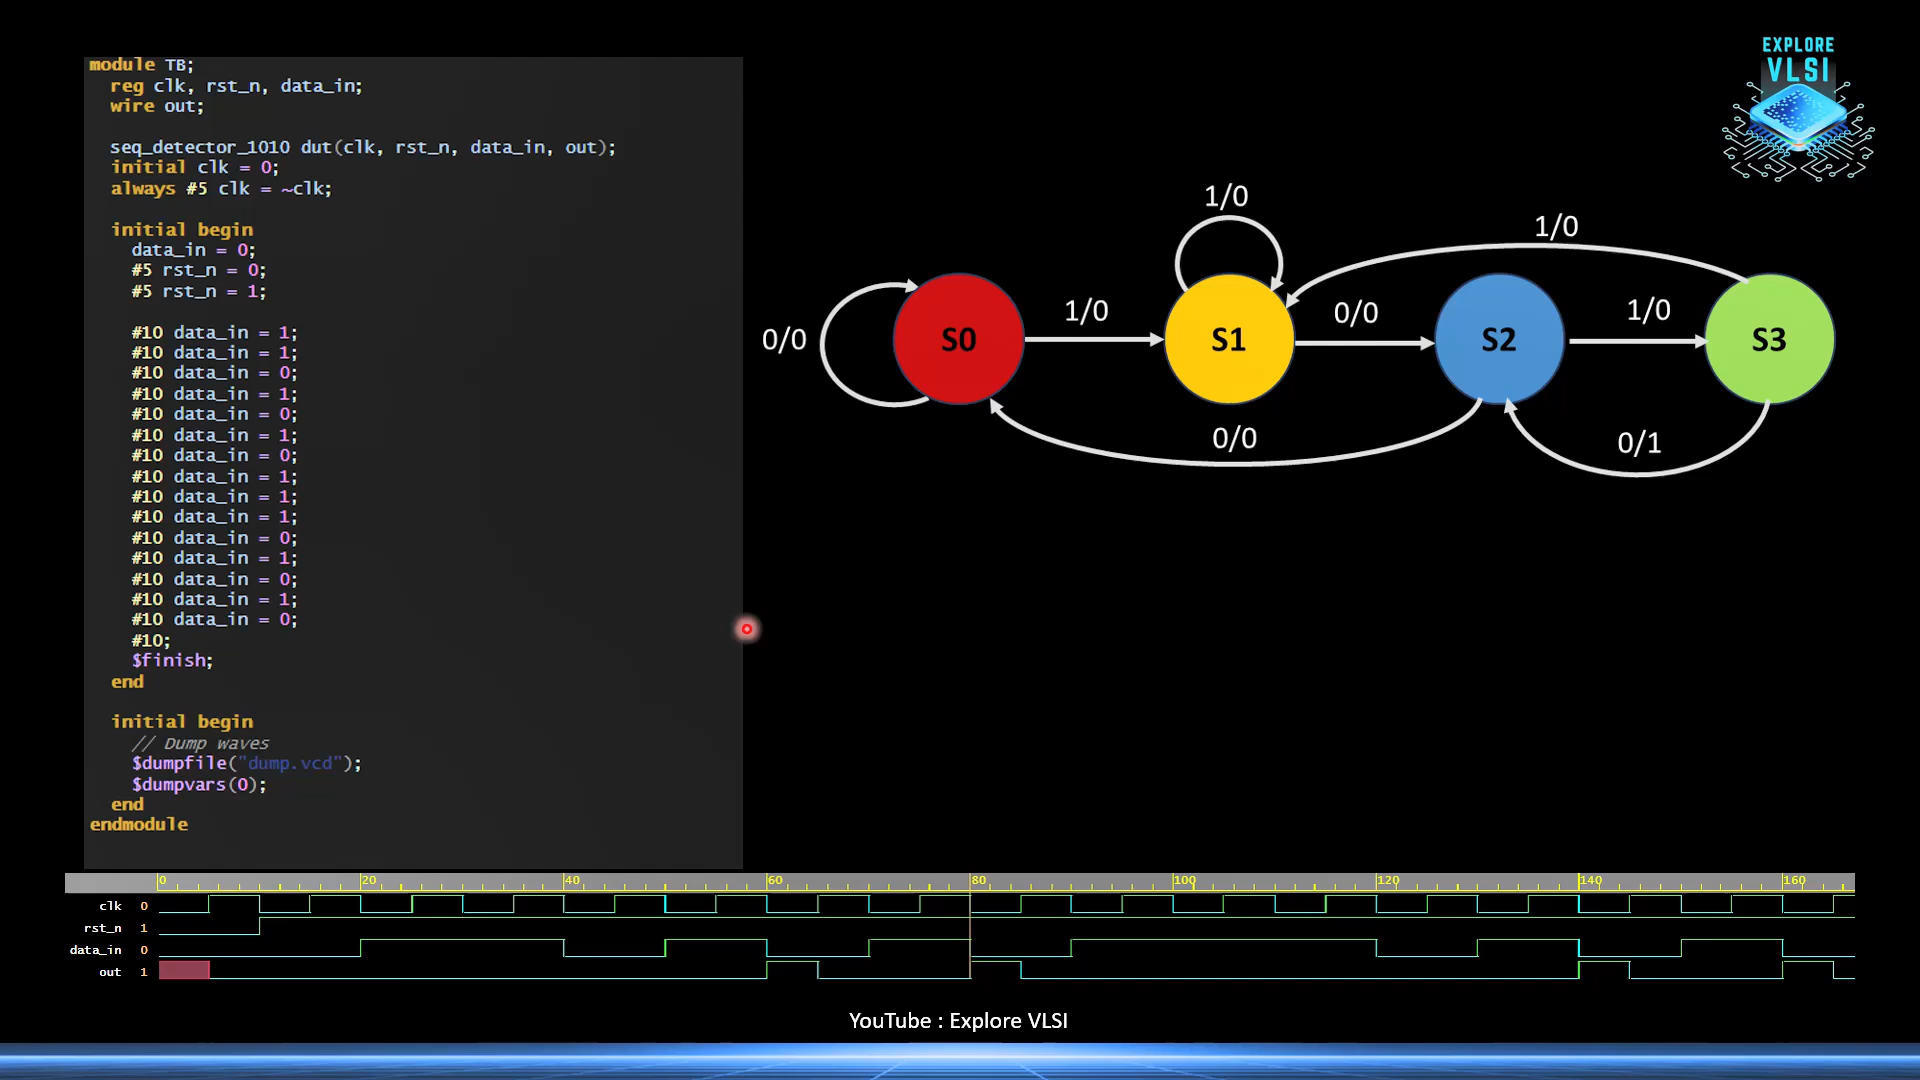 module TB;
reg clk, rst_n, data_in;
wire out;
seq_detector_1010 dut(clk, rst_n, data_in, out);
initial clk = 0;
always #5 clk = ~clk;
initial begin
data_in = 0;
#5 rst_n = 0;
#5 rst_n = 1;
#10 data_in = 1;
#10 data_in = 1;
#10 data_in = 0;
#10 data_in = 1;
#10 data_in = 0;
#10 data_in = 1;
#10 data_in = 0;
#10 data_in = 1;
#10 data_in = 1;
#10 data_in = 1;
#10 data_in = 0;
#10 data_in = 1;
#10 data_in = 0;
#10 data_in = 1;
#10 data_in = 0;
#10;
$finish;
end
initial begin
// Dump waves
$dumpfile("dump.vcd");
$dumpvars(0);
end
endmodule
EXPLORE
VLSI
1/0
1/0
0/0
S0
1/0
S1
0/0
S2
1/0
S3
0/0
0/1
0 20 40 60 80 100 120 140 160
clk 0
rst_n 1
data_in 0
out 1
YouTube : Explore VLSI